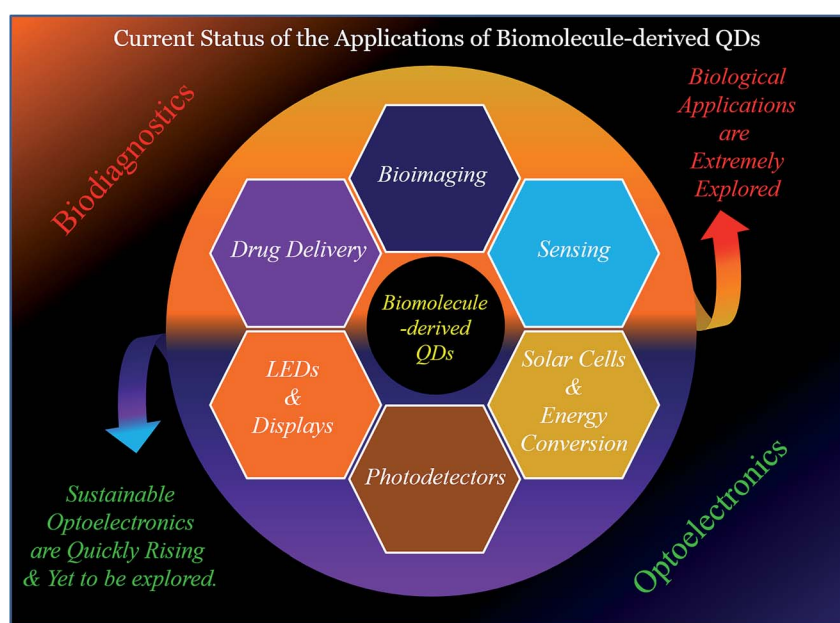 Current Status of the Applications of Biomolecule-derived QDs
Biodiagnostics
Biological
Applications
are
Extremely
Explored
Bioimaging
Drug Delivery
Sensing
Biomolecule
-derived
QDs
LEDs
&
Displays
Solar Cells
&
Energy
Conversion
Photodetectors
Sustainable
Optoelectronics
are Quickly Rising
& Yet to be explored.
Optoelectronics